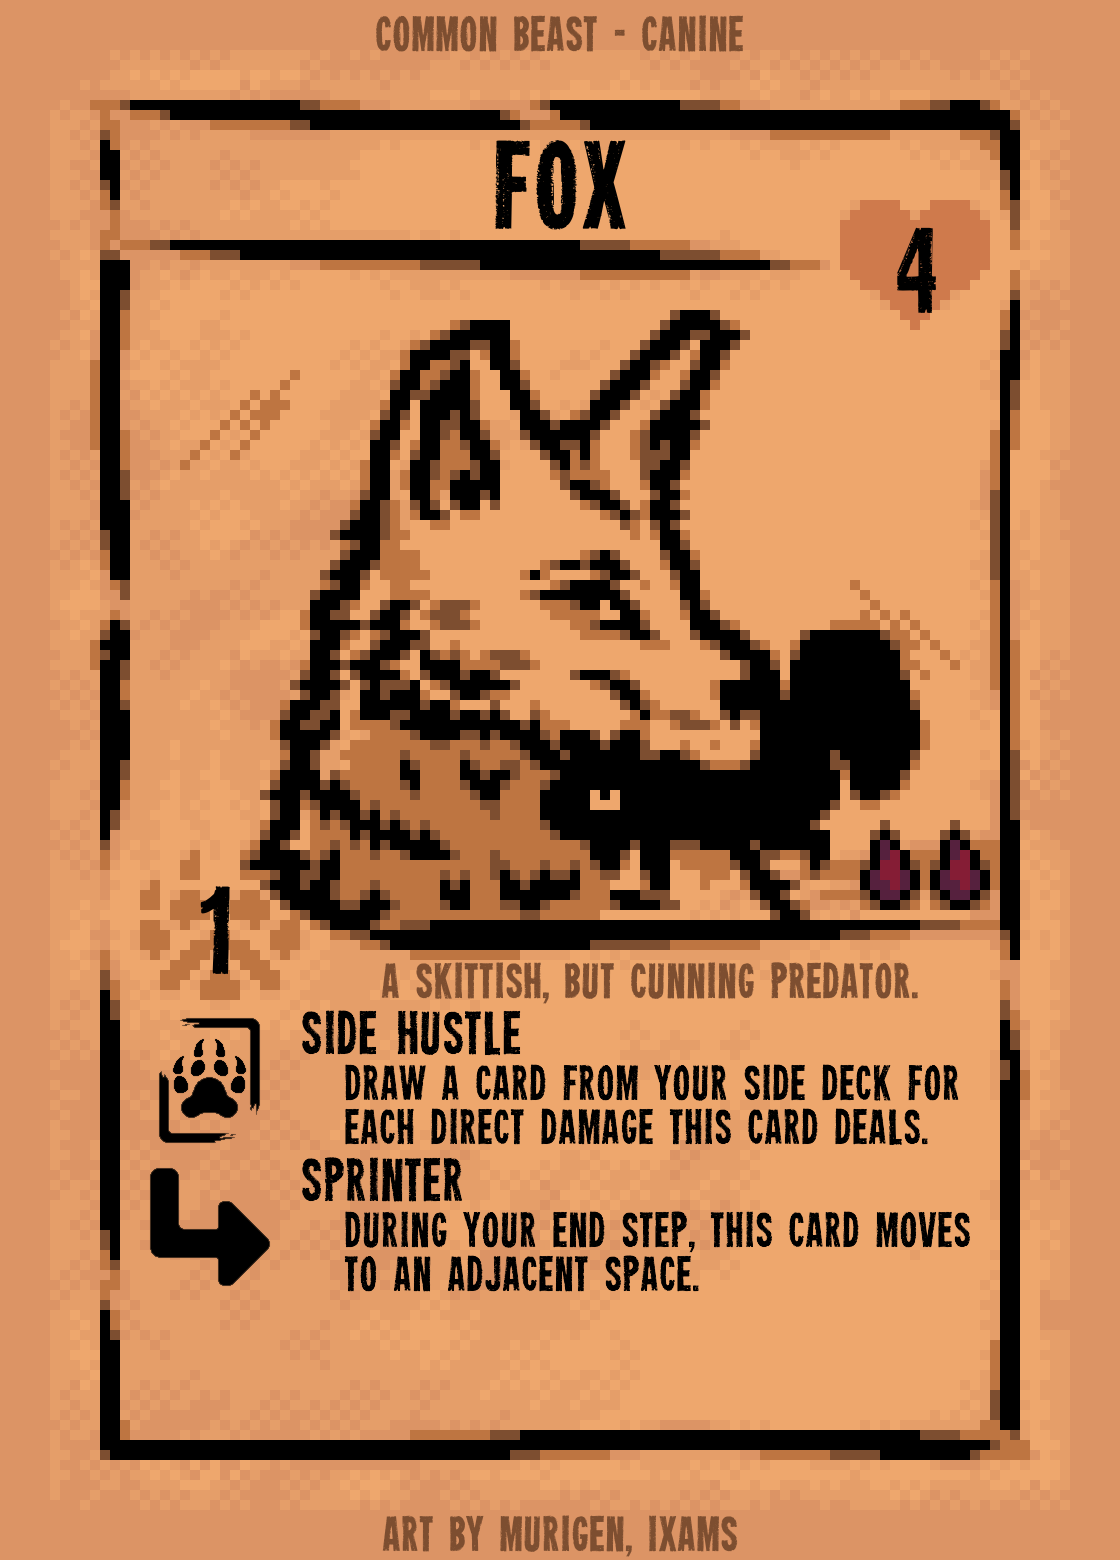 COMMON BEAST - CANINE
FOX
4
1
A SKITTISH, BUT CUNNING PREDATOR.
SIDE HUSTLE
DRAW A CARD FROM YOUR SIDE DECK FOR
EACH DIRECT DAMAGE THIS CARD DEALS.
SPRINTER
DURING YOUR END STEP, THIS CARD MOVES
TO AN ADJACENT SPACE.
ART BY MURIGEN, IXAMS